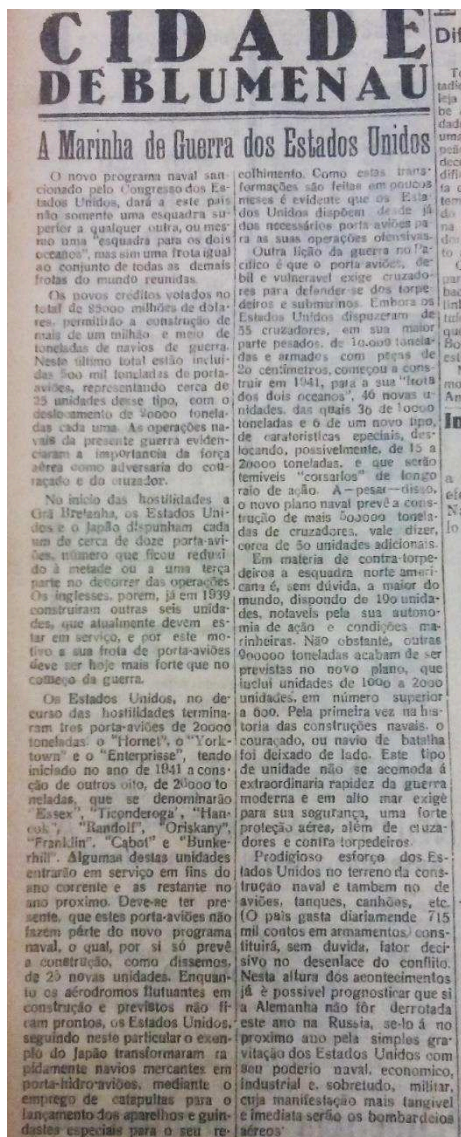 CIDADE
DE BLUMENAU
A Marinha de Guerra dos Estados Unidos
O novo programa naval san-
cionado pelo Congresso dos Es-
tados Unidos, dará a este país
não somente uma esquadra su-
perior a qualquer outra, ou mes-
mo uma "esquadra para os dois
oceanos", mas sim uma frota igual
ao conjunto de todas as demais
frotas do mundo reunidas.
Os novos créditos votados no
total de 85000 milhões de dola-
res, permitirão a construção de
mais de um milhão e meio de
toneladas de navios de guerra.
Neste ultimo total estão inclui-
das 500 mil toneladas de porta-
aviões, representando cerca de
25 unidades desse tipo, com o
deslocamento de 20000 tonela-
das cada uma. As operações na-
vais da presente guerra eviden-
ciaram a importancia da força
aérea como adversaria do cou-
raçado e do cruzador.
No inicio das hostilidades a
Grã Bretanha, os Estados Uni-
dos e o Japão dispunham cada
um de cerca de doze porta-avi-
ões, número que ficou reduzi
do à metade ou a uma terça
parte no decorrer das operações
Os inglesses, porem, já em 1939
construiram outras seis unida-
des, que atualmente devem es-
tar em serviço, e por este mo-
tivo a sua frota de porta-aviões
deve ser hoje mais forte que no
começo da guerra.
Os Estados Unidos, no de-
curso das hostilidades termina-
ram tres porta-aviões de 20000
toneladas, o "Hornet", o "York-
town" e o "Enterprisse", tendo
iniciado no ano de 1941 a cons-
ção de outros oito, de 20000 to
neladas, que se denominarão
"Essex", "Ticonderoga", "Han-
cok", "Randolf", "Oriskany",
"Franklin", "Cabot" e "Bunke-
rhill". Algumas destas unidades
entrarão em serviço em fins do
ano corrente e as restante no
ano proximo. Deve-se ter pre-
sente, que estes porta-aviões não
fazem párte do novo programa
naval, o qual, por si só prevê
a construção, como dissemos,
de 25 novas unidades. Enquan-
to os aérodromos flutuantes em
construção e previstos não fi-
cam prontos, os Estados Unidos,
seguindo neste particular o exem-
plo do Japão transformaram ra
pidamente navios mercantes em
porta-hidro-aviões, mediante o
emprego de catapultas para o
lançamento dos aparelhos e guin-
dastes especiais para o seu re-
colhimento. Como estas trans-
formações são feitas em poucos
meses é evidente que os Esta-
dos Unidos dispõem desde já
dos necessários porta aviões pa-
ra as suas operações ofensivas.
Outra lição da guerra no Pa-
cifico é que o porta-aviões, de-
bil e vulneravel exige cruzado-
res para defender-se dos torpe-
deiros e submarinos. Embora os
Estados Unidos dispuzeram de
35 cruzadores, em sua maior
parte pesados, de 10.000 tonela-
das e armados com peças de
20 centimetros, começou a cons-
truir em 1941, para a sua "frota
dos dois oceanos", 46 novas u-
nidades, das quais 30 de 10000
toneladas e 6 de um novo tipo,
de caratoristicas epeciais, des-
locando, possivelmente, de 15 a
20000 toneladas, e que serão
temiveis "corsarios" de longo
raio de ação. A-pesar-disso,
o novo plano naval prevê a cons-
trução de mais 500000 tonela-
das de cruzadores, vale dizer,
cerca de 50 unidades adicionais.
Em materia de contra-torpe-
deiros a esquadra norte ameri-
cana é, sem dúvida, a maior do
mundo, dispondo de 190 unida-
des, notaveis pela sua autono-
mia de ação e condições ma-
rinheiras. Não obstante, outras
900000 toneladas acabam de ser
previstas no novo plano, que
inclui unidades de 1000 a 2000
unidades, em número superior
a 600. Pela primeira vez na his-
toria das construções navais, o
couraçado, ou navio de batalha
foi deixado de lado. Este tipo
de unidade não se acomoda á
extraordinaria rapidez da guerra
moderna e em alto mar exige
para sua segurança, uma forte
proteção aérea, além de cruza-
dores e contra torpedeiros.
Prodigioso esforço dos Es-
tados Unidos no terreno da cons-
trução naval e tambem no de
aviões, tanques, canhões, etc.
(O pais gasta diariamende 715
mil contos em armamentos) cons-
tituirá, sem duvida, fator deci-
sivo no desenlace do conflito.
Nesta altura dos acontecimentos
já é possivel prognosticar que si
a Alemanha não fôr derrotada
este ano na Russia, se-lo á no
proximo ano pela simples gra-
vitação dos Estados Unidos com
seu poderio naval, economico,
industrial e, sobretudo, militar,
cuja manifestação mais tangivel
e imediata serão os bombardeios
aéreos